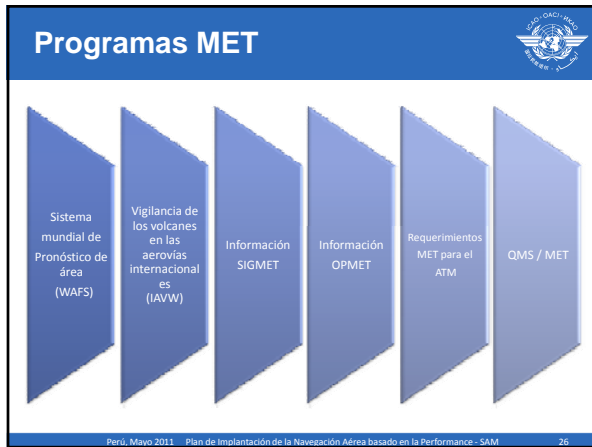 Programas MET
Sistema
mundial de
Pronóstico de
área
(WAFS)
Vigilancia de
los volcanes
en las
aerovías
internacional
es
(IAVW)
Información
SIGMET
Información
OPMET
Requerimientos
MET para el
ATM
QMS / MET
Perú, Mayo 2011 Plan de Implantación de la Navegación Aérea basado en la Performance - SAM 26